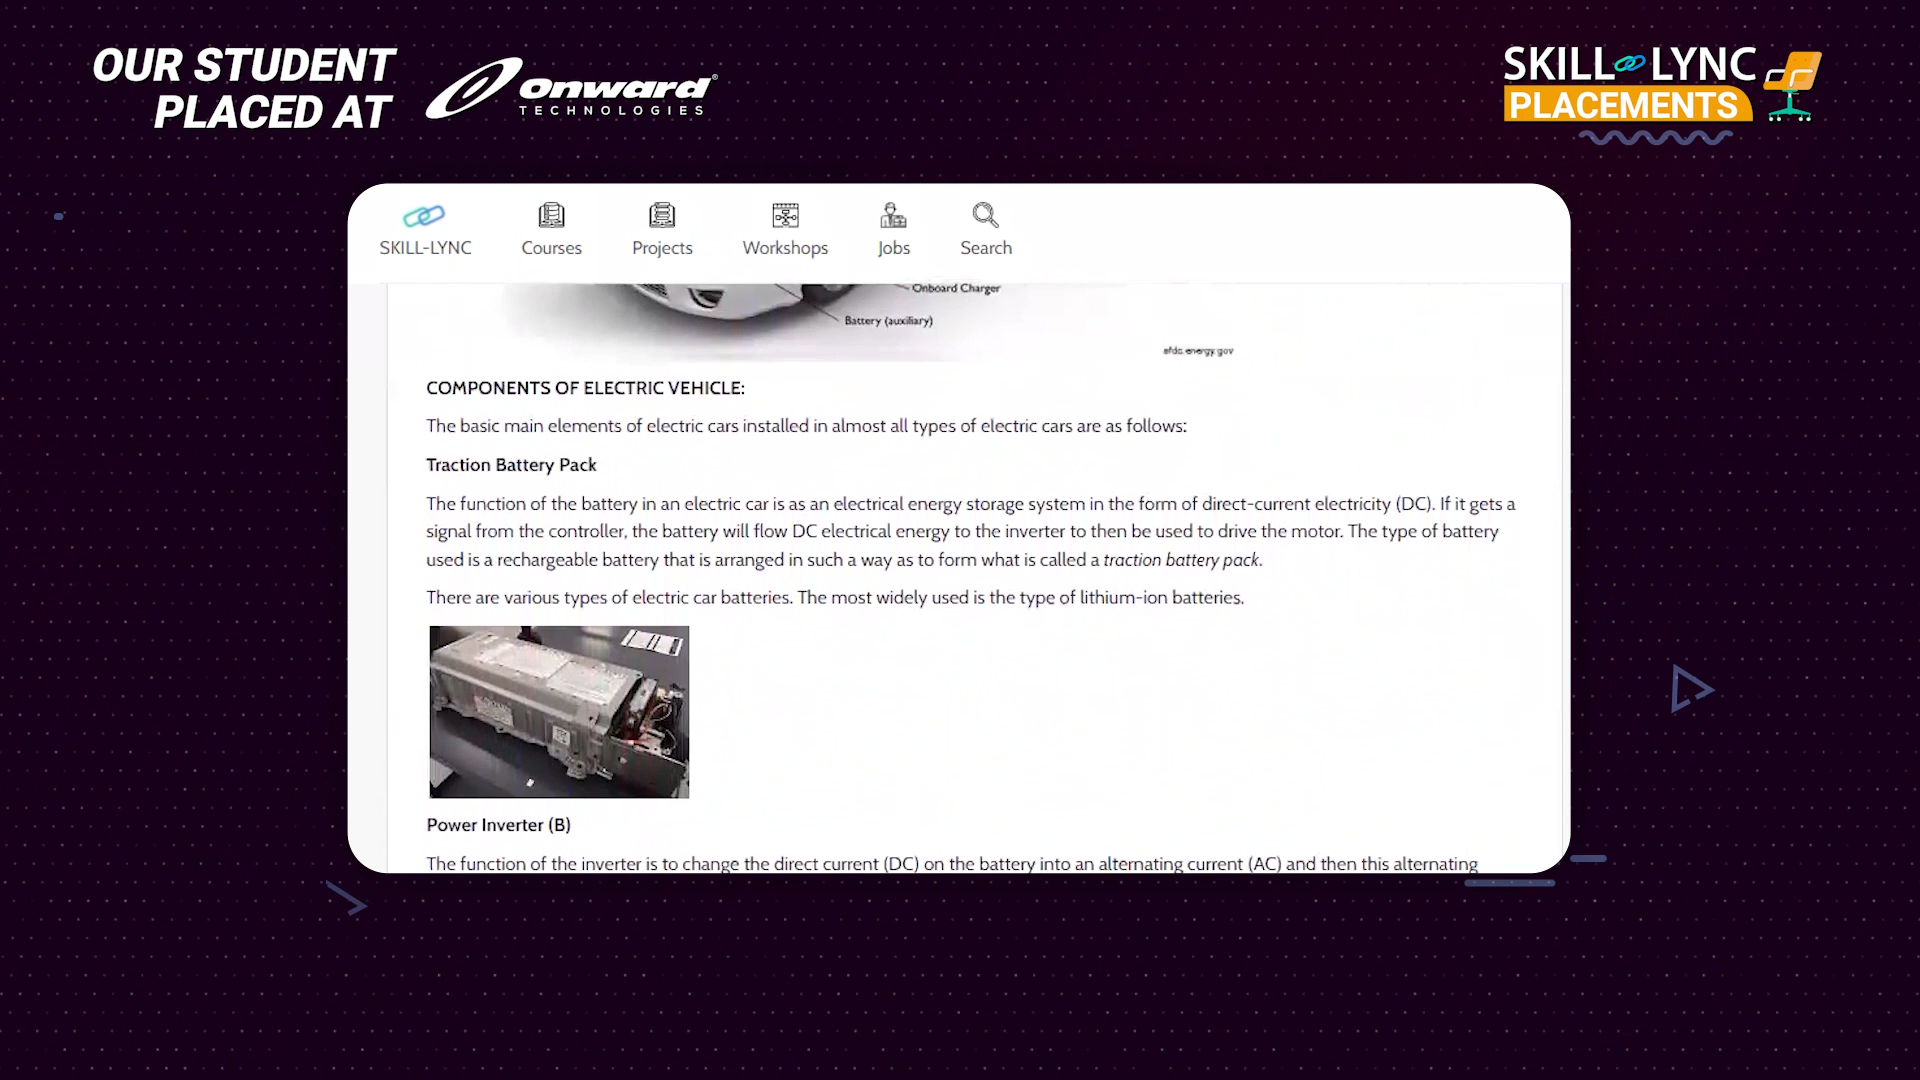 OUR STUDENT
PLACED AT
Onward
TECHNOLOGIES
SKILL LYNC
PLACEMENTS
SKILL-LYNC
Courses
Projects
Workshops
Jobs
Search
Onboard Charger
Battery (auxiliary)
afdc.energy.gov
COMPONENTS OF ELECTRIC VEHICLE:
The basic main elements of electric cars installed in almost all types of electric cars are as follows:
Traction Battery Pack
The function of the battery in an electric car is as an electrical energy storage system in the form of direct-current electricity (DC). If it gets a
signal from the controller, the battery will flow DC electrical energy to the inverter to then be used to drive the motor. The type of battery
used is a rechargeable battery that is arranged in such a way as to form what is called a traction battery pack.
There are various types of electric car batteries. The most widely used is the type of lithium-ion batteries.
Power Inverter (B)
The function of the inverter is to change the direct current (DC) on the battery into an alternating current (AC) and then this alternating